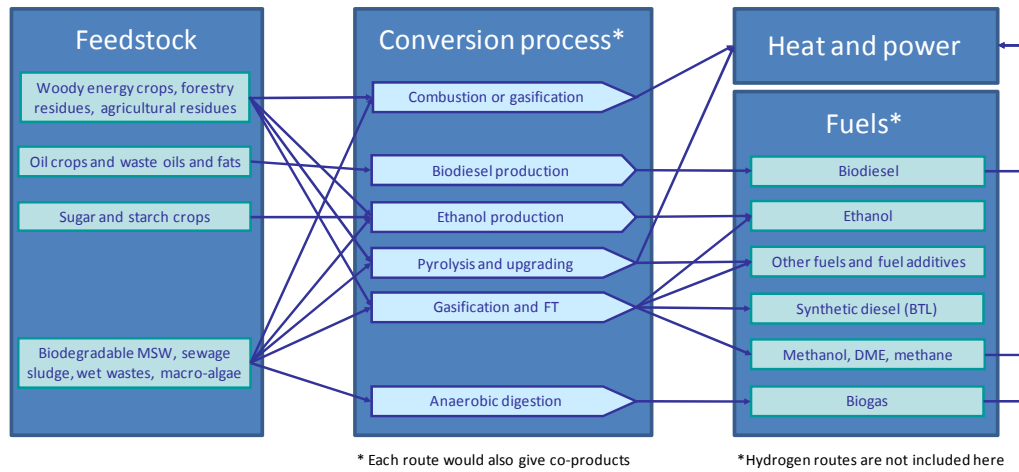 Feedstock
Woody energy crops, forestry
residues, agricultural residues
Oil crops and waste oils and fats
Sugar and starch crops
Biodegradable MSW, sewage
sludge, wet wastes, macro-algae
Conversion process*
Combustion or gasification
Biodiesel production
Ethanol production
Pyrolysis and upgrading
Gasification and FT
Anaerobic digestion
* Each route would also give co-products
Heat and power
Fuels*
Biodiesel
Ethanol
Other fuels and fuel additives
Synthetic diesel (BTL)
Methanol, DME, methane
Biogas
*Hydrogen routes are not included here